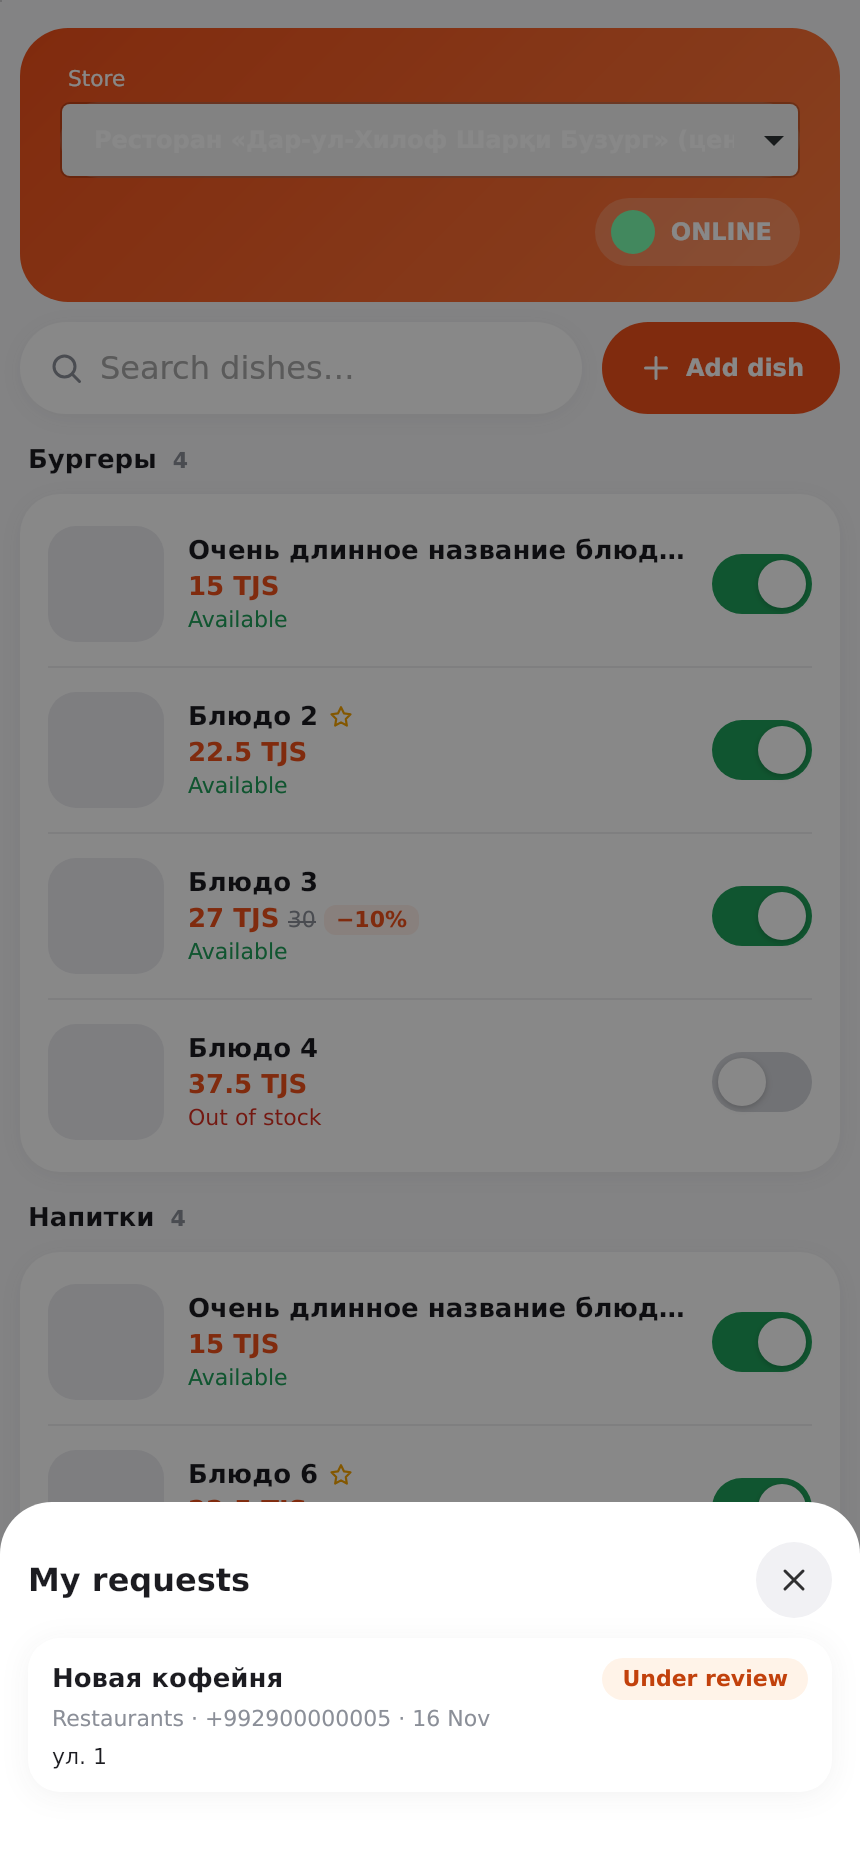 Store
Ресторан «Дар-ул-Хилоф Шарқи Бузург» (цен
ONLINE
Search dishes...
Add dish
Бургеры 4
Очень длинное название блюд...
15 TJS
Available
Блюдо 2
22.5 TJS
Available
Блюдо 3
27 TJS 30 −10%
Available
Блюдо 4
37.5 TJS
Out of stock
Напитки 4
Очень длинное название блюд...
15 TJS
Available
Блюдо 6
My requests
Новая кофейня
Under review
Restaurants · +992900000005 · 16 Nov
ул. 1